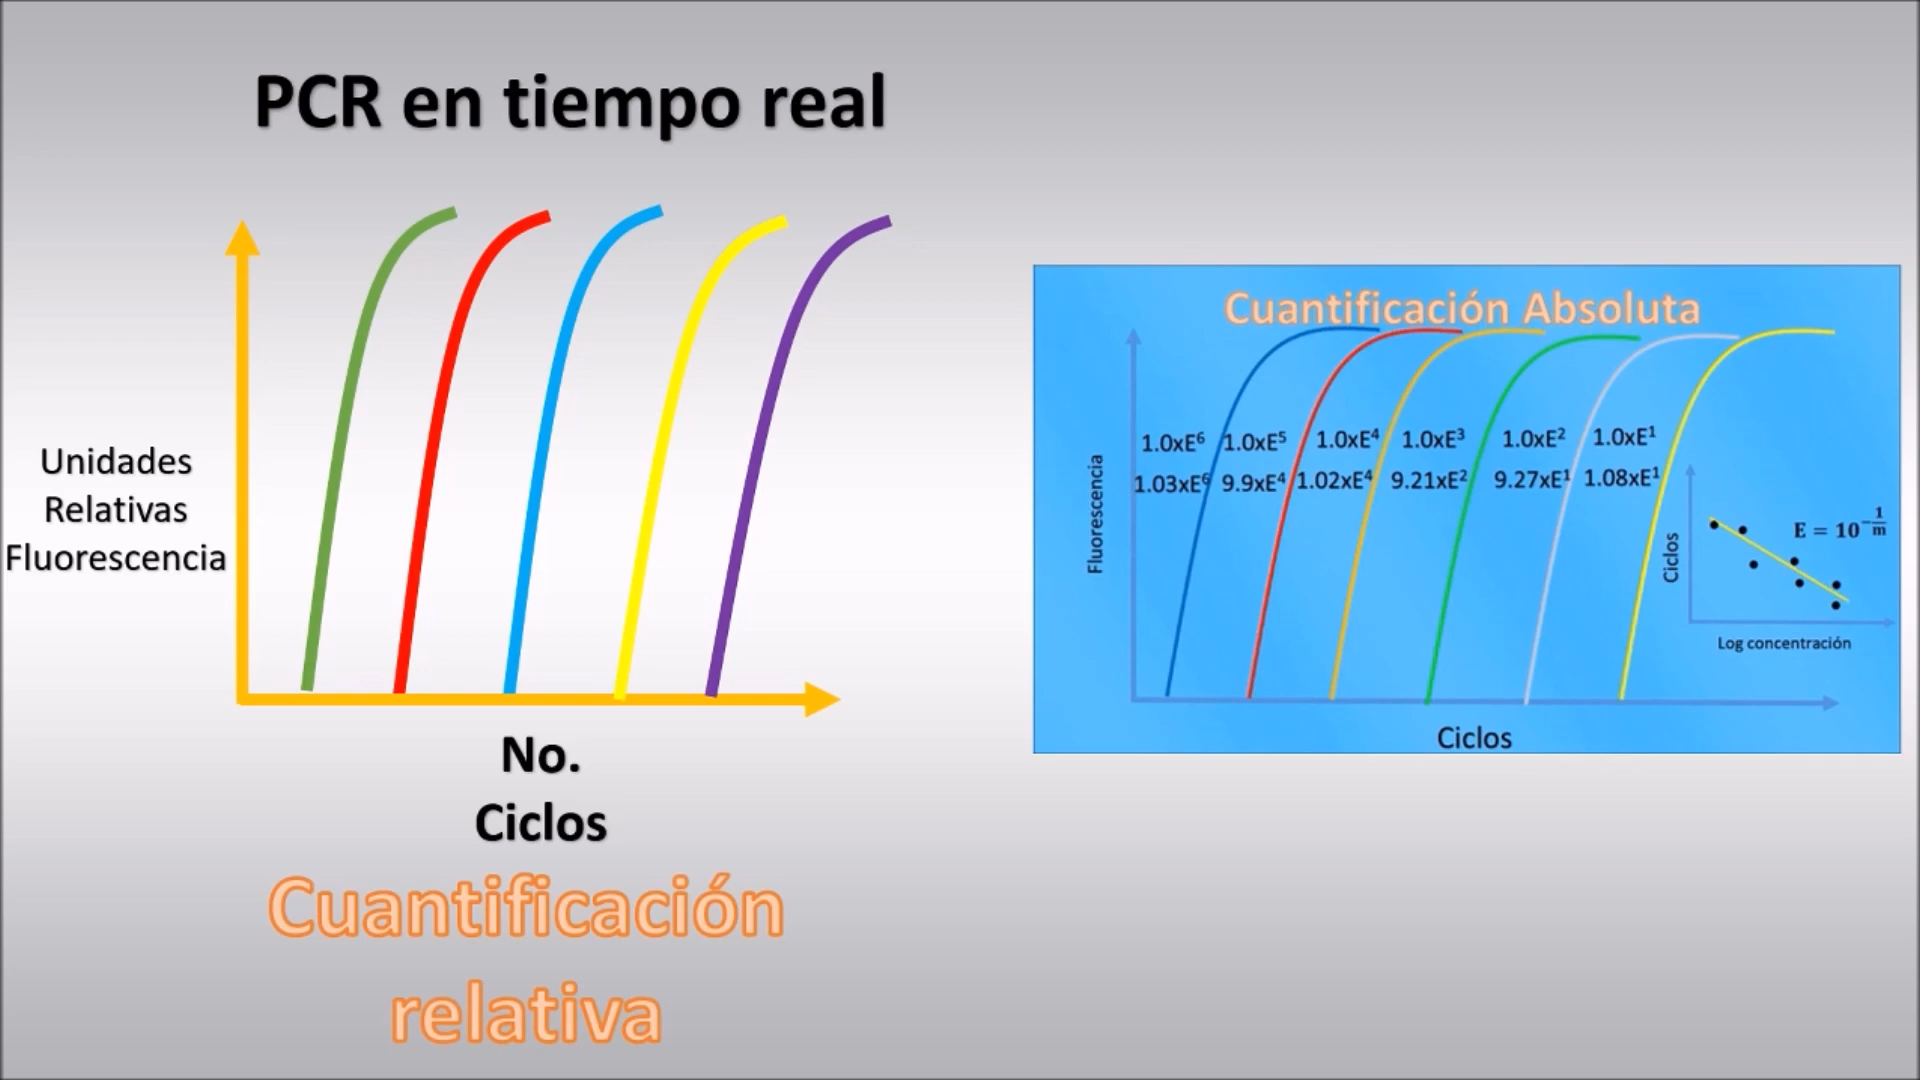 PCR en tiempo real
Unidades
Relativas
Fluorescencia
No.
Ciclos
Cuantificación
relativa
Cuantificación Absoluta
1.0xE⁶ 1.0xE⁵ 1.0xE⁴ 1.0xE³ 1.0xE² 1.0xE¹
1.03xE⁶ 9.9xE⁴ 1.02xE⁴ 9.21xE² 9.27xE¹ 1.08xE¹
Fluorescencia
Ciclos
E = 10^(-1/m)
Ciclos
Log concentración